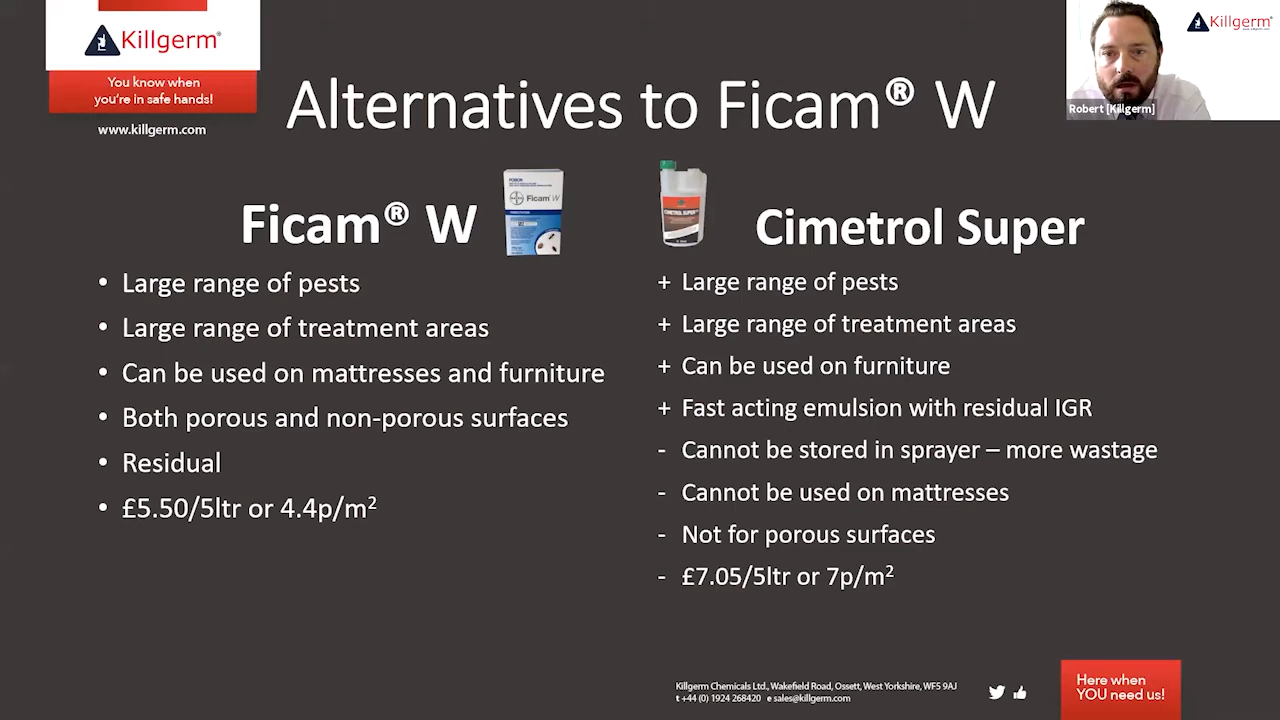 Killgerm®
You know when
you're in safe hands!
www.killgerm.com
Alternatives to Ficam® W
Killgerm®
Robert [Killgerm]
Ficam® W
Ficam W
CIMETROL SUPER
Cimetrol Super
• Large range of pests
• Large range of treatment areas
• Can be used on mattresses and furniture
• Both porous and non-porous surfaces
• Residual
• £5.50/5ltr or 4.4p/m²
+ Large range of pests
+ Large range of treatment areas
+ Can be used on furniture
+ Fast acting emulsion with residual IGR
- Cannot be stored in sprayer – more wastage
- Cannot be used on mattresses
- Not for porous surfaces
- £7.05/5ltr or 7p/m²
Killgerm Chemicals Ltd., Wakefield Road, Ossett, West Yorkshire, WF5 9AJ
t +44 (0) 1924 268420 e sales@killgerm.com
Here when
YOU need us!